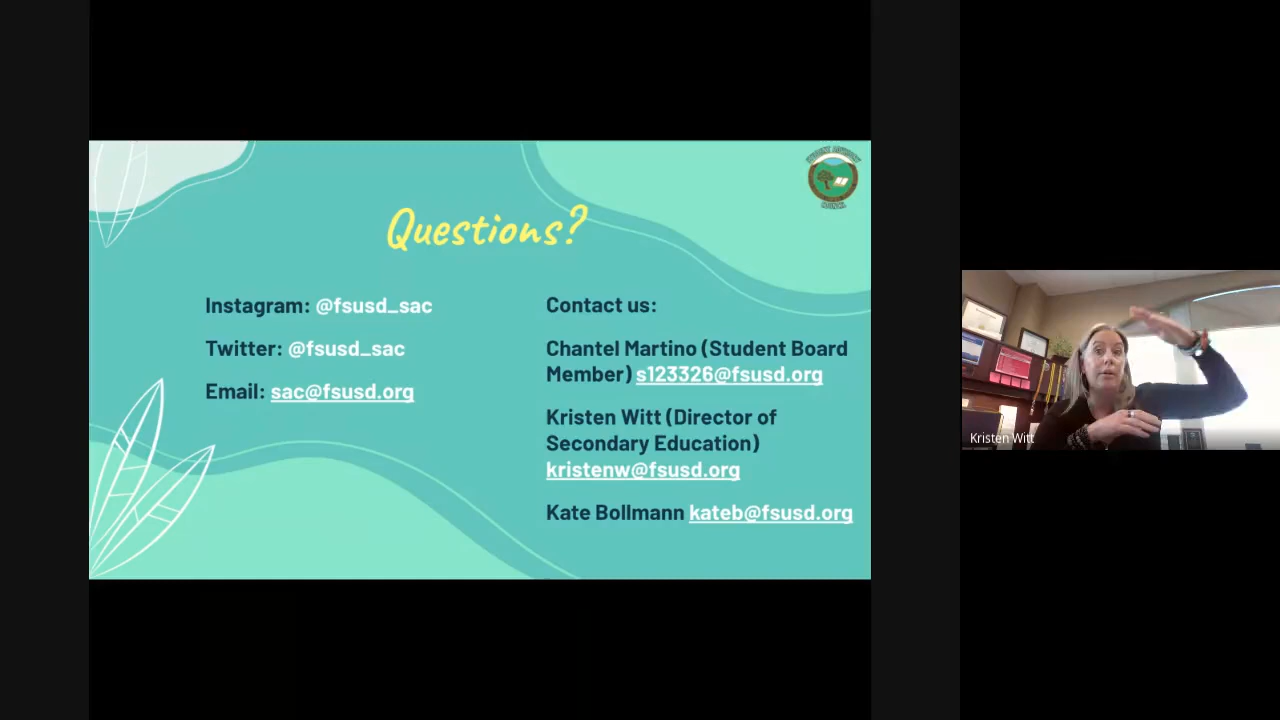 Questions?
Instagram: @fsusd_sac
Twitter: @fsusd_sac
Email: sac@fsusd.org
Contact us:
Chantel Martino (Student Board
Member) s123326@fsusd.org
Kristen Witt (Director of
Secondary Education)
kristenw@fsusd.org
Kate Bollmann kateb@fsusd.org
Kristen Witt